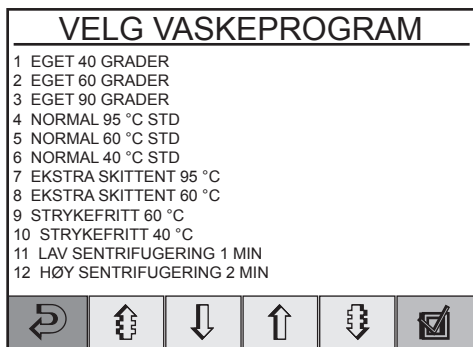 VELG VASKEPROGRAM
1 EGET 40 GRADER
2 EGET 60 GRADER
3 EGET 90 GRADER
4 NORMAL 95 °C STD
5 NORMAL 60 °C STD
6 NORMAL 40 °C STD
7 EKSTRA SKITTENT 95 °C
8 EKSTRA SKITTENT 60 °C
9 STRYKEFRITT 60 °C
10 STRYKEFRITT 40 °C
11 LAV SENTRIFUGERING 1 MIN
12 HØY SENTRIFUGERING 2 MIN